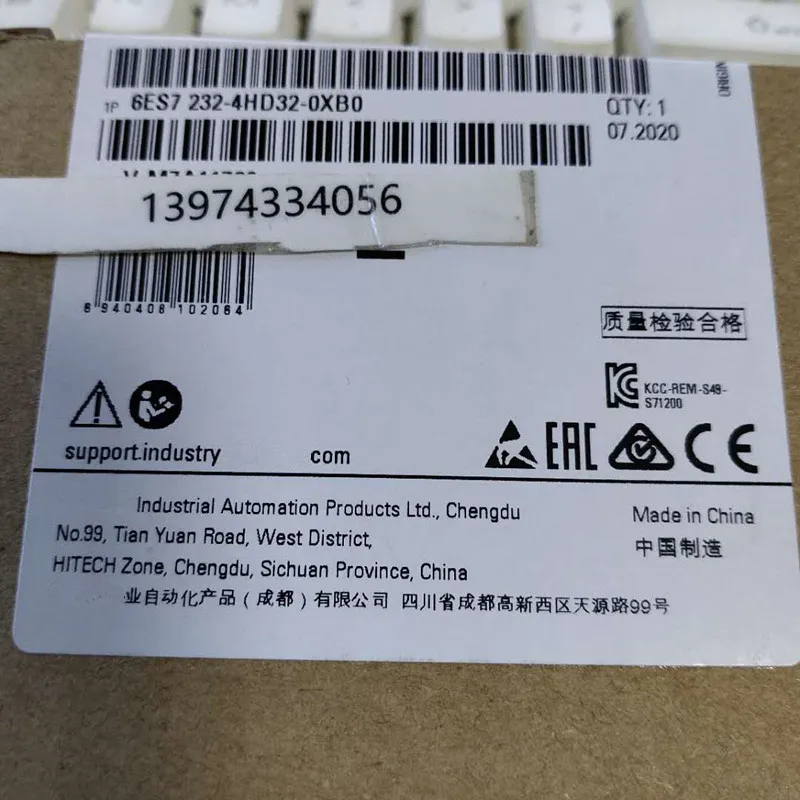 1P 6ES7 232-4HD32-0XB0
QTY: 1
07.2020
13974334056
6 940408 102064
质量检验合格
KCC-REM-S49-
S71200
EAC
CE
support.industry com
Industrial Automation Products Ltd., Chengdu
No.99, Tian Yuan Road, West District,
HITECH Zone, Chengdu, Sichuan Province, China
Made in China
中国制造
业自动化产品(成都)有限公司 四川省成都高新西区天源路99号